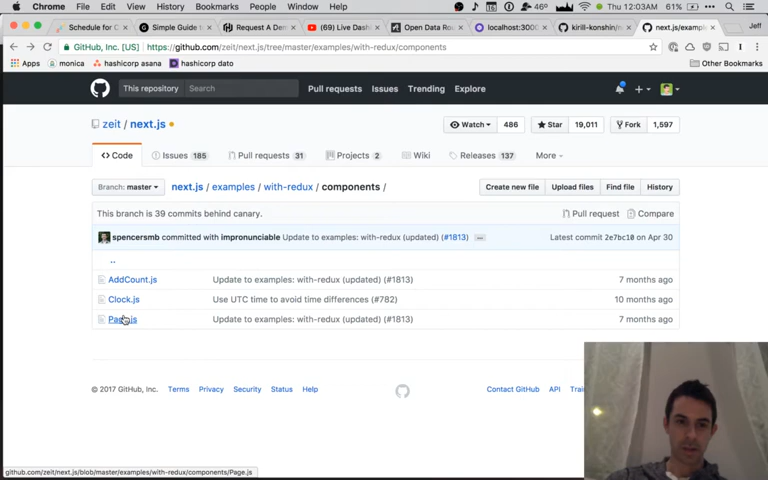 Chrome File Edit View History Bookmarks People Window Help 46° Thu 12:03AM 61%
Schedule for C Simple Guide to Request A Dem (69) Live Dash Open Data Ro localhost:3000 kirill-konshin/n next.js/exampl Jeff
GitHub, Inc. [US] https://github.com/zeit/next.js/tree/master/examples/with-redux/components
Apps monica hashicorp asana hashicorp dato Other Bookmarks
This repository Search Pull requests Issues Trending Explore
zeit / next.js Watch 486 Star 19,011 Fork 1,597
Code Issues 185 Pull requests 31 Projects 2 Wiki Releases 137 More
Branch: master next.js / examples / with-redux / components / Create new file Upload files Find file History
This branch is 39 commits behind canary. Pull request Compare
spencersmb committed with impronunciable Update to examples: with-redux (updated) (#1813) ... Latest commit 2e7bc10 on Apr 30
..
AddCount.js Update to examples: with-redux (updated) (#1813) 7 months ago
Clock.js Use UTC time to avoid time differences (#782) 10 months ago
Page.js Update to examples: with-redux (updated) (#1813) 7 months ago
© 2017 GitHub, Inc. Terms Privacy Security Status Help Contact GitHub API
github.com/zeit/next.js/blob/master/examples/with-redux/components/Page.js